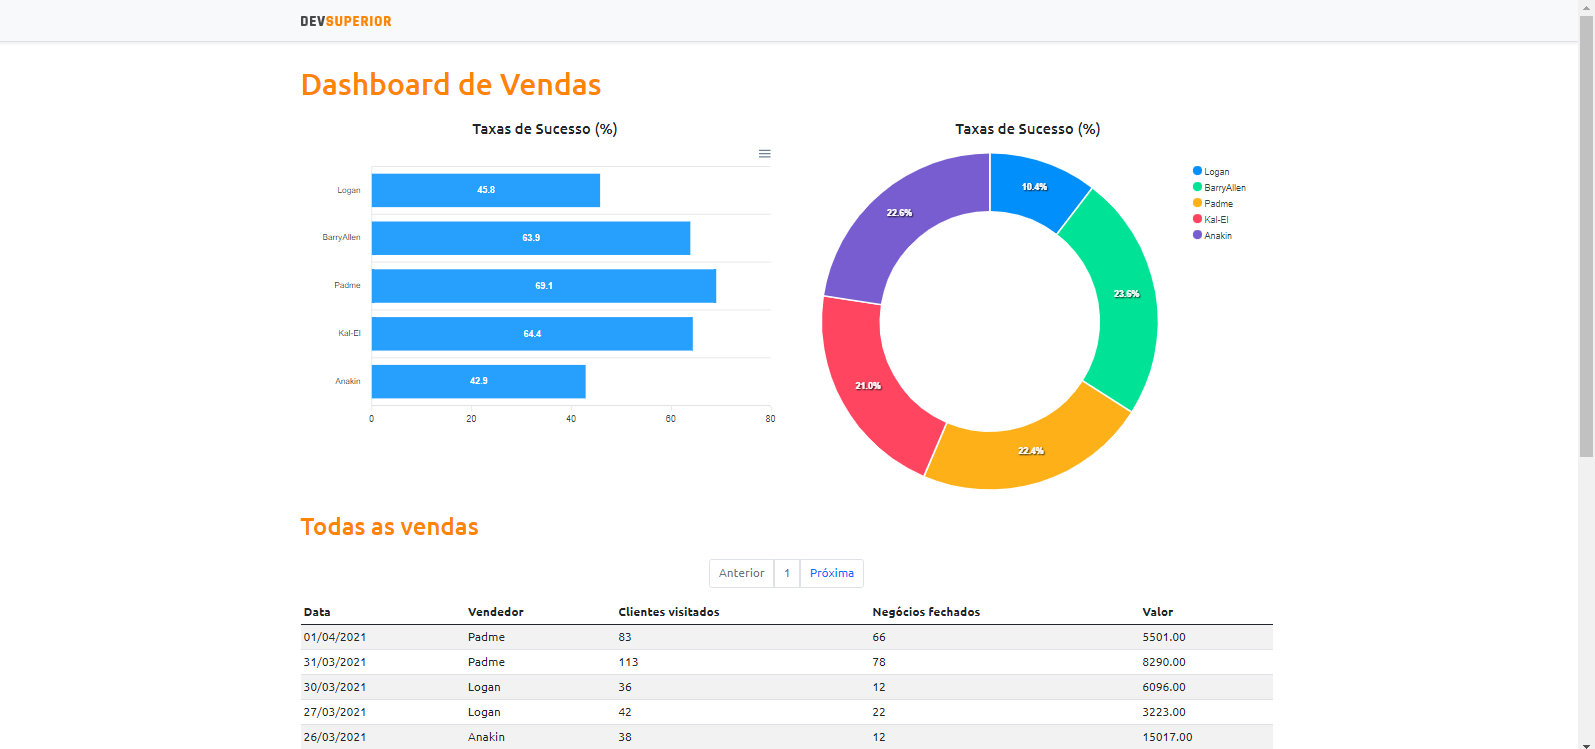 DEVSUPERIOR
Dashboard de Vendas
Taxas de Sucesso (%)
Logan 45.8
BarryAllen 63.9
Padme 69.1
Kal-El 64.4
Anakin 42.9
0 20 40 60 80
Taxas de Sucesso (%)
10.4%
23.6%
22.4%
21.0%
22.6%
Logan
BarryAllen
Padme
Kal-El
Anakin
Todas as vendas
Anterior 1 Próxima
Data Vendedor Clientes visitados Negócios fechados Valor
01/04/2021 Padme 83 66 5501.00
31/03/2021 Padme 113 78 8290.00
30/03/2021 Logan 36 12 6096.00
27/03/2021 Logan 42 22 3223.00
26/03/2021 Anakin 38 12 15017.00